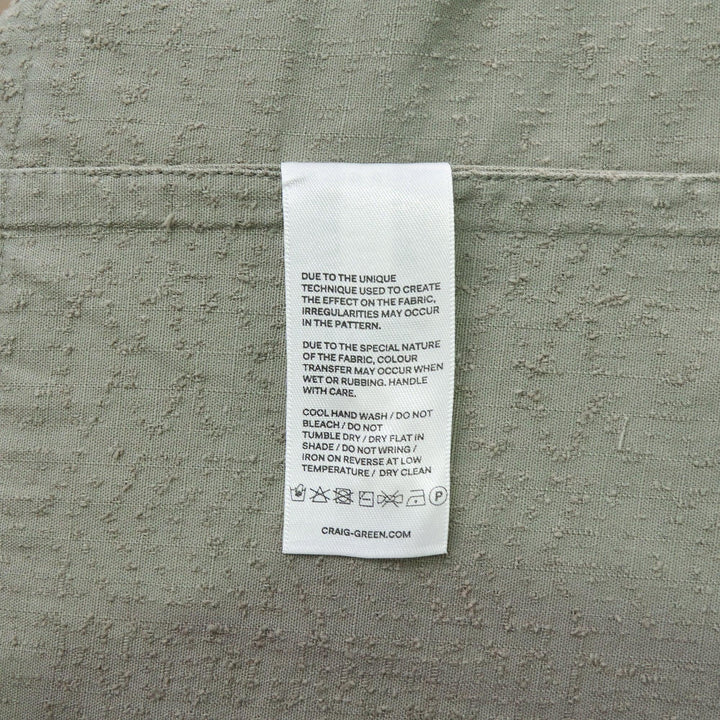 DUE TO THE UNIQUE
TECHNIQUE USED TO CREATE
THE EFFECT ON THE FABRIC,
IRREGULARITIES MAY OCCUR
IN THE PATTERN.
DUE TO THE SPECIAL NATURE
OF THE FABRIC, COLOUR
TRANSFER MAY OCCUR WHEN
WET OR RUBBING. HANDLE
WITH CARE.
COOL HAND WASH / DO NOT
BLEACH / DO NOT
TUMBLE DRY / DRY FLAT IN
SHADE / DO NOT WRING /
IRON ON REVERSE AT LOW
TEMPERATURE / DRY CLEAN
P
CRAIG-GREEN.COM